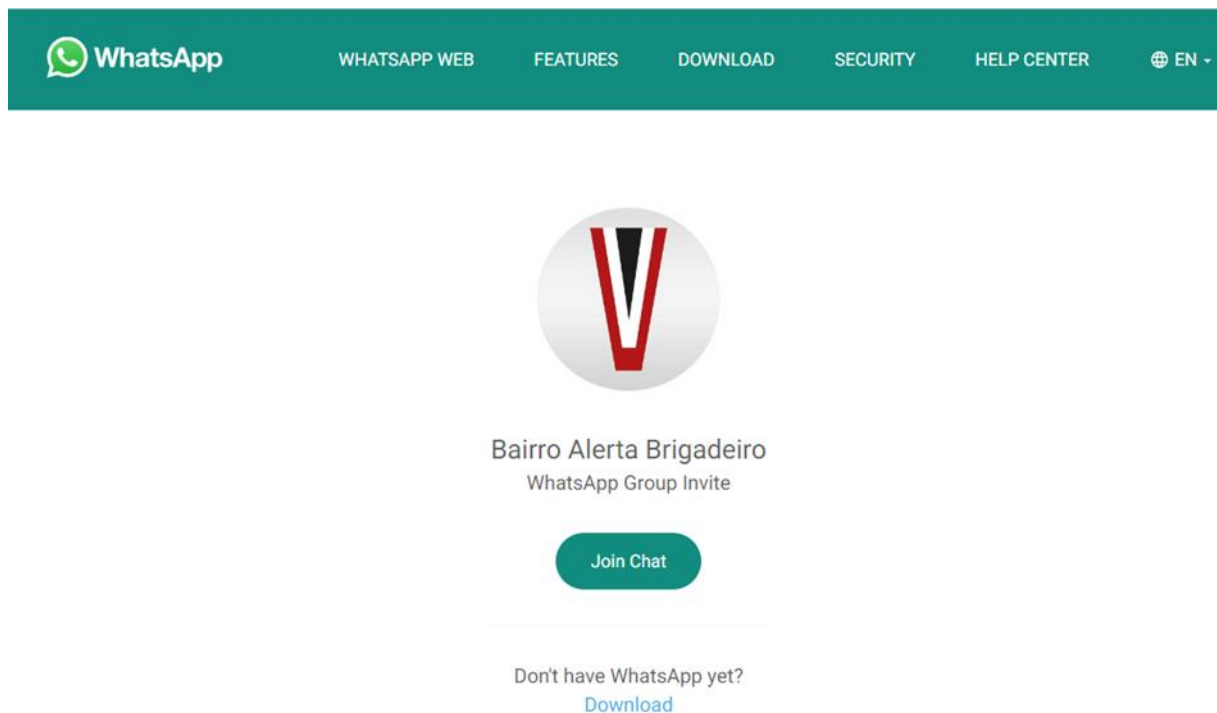 WhatsApp WHATSAPP WEB FEATURES DOWNLOAD SECURITY HELP CENTER EN
Bairro Alerta Brigadeiro
WhatsApp Group Invite
Join Chat
Don't have WhatsApp yet?
Download